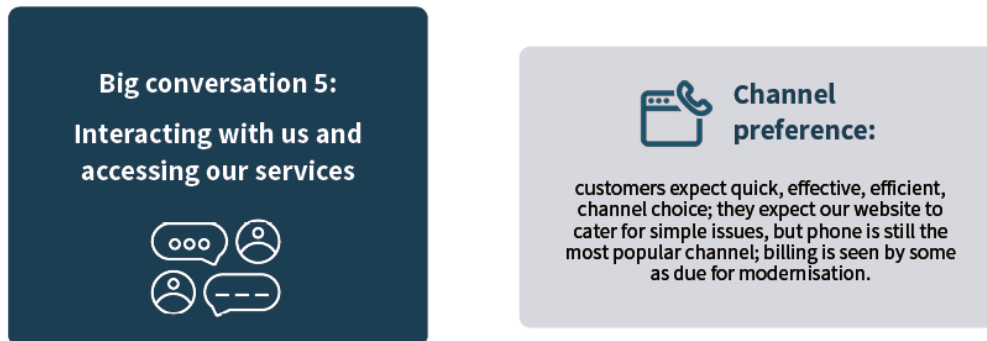 Big conversation 5:
Interacting with us and
accessing our services
Channel
preference:
customers expect quick, effective, efficient,
channel choice; they expect our website to
cater for simple issues, but phone is still the
most popular channel; billing is seen by some
as due for modernisation.